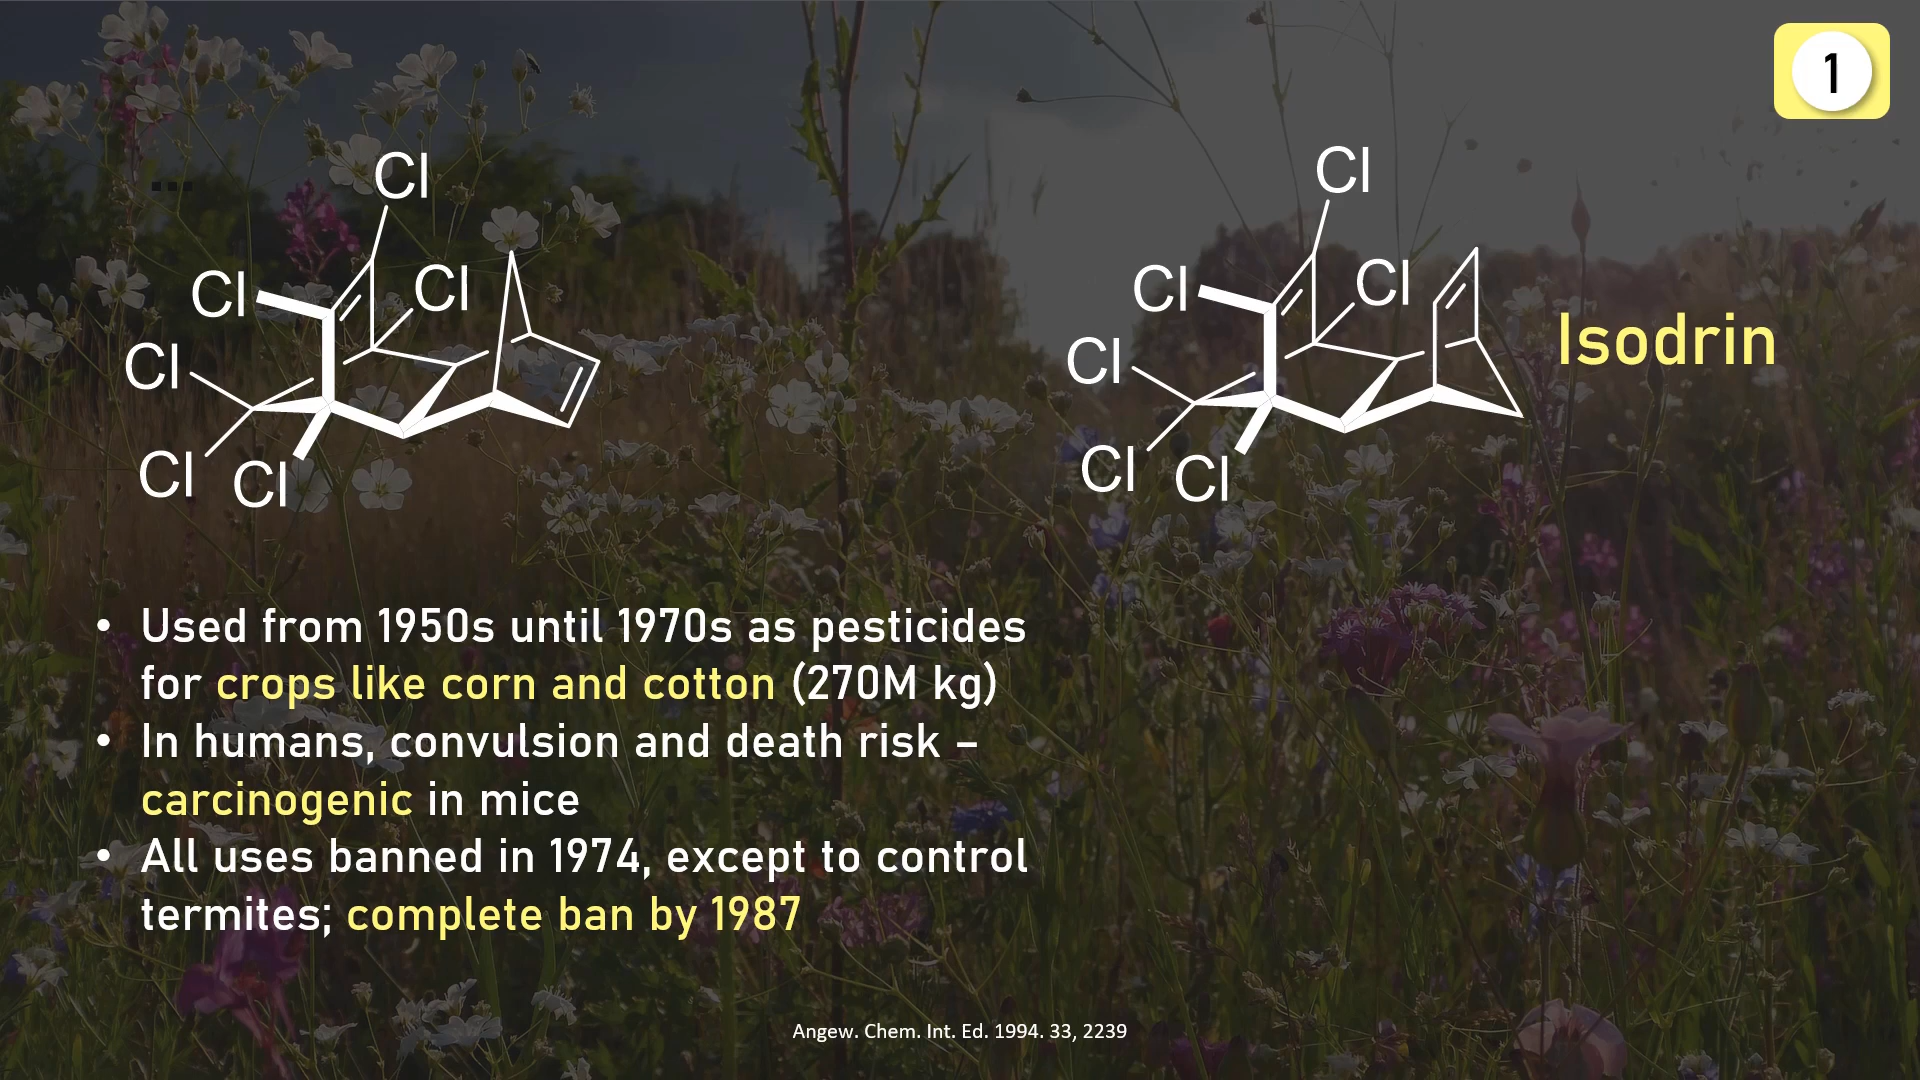 1
...
Cl
Cl
Cl
Cl
Cl
Cl
Cl
Cl
Cl
Cl
Cl
Cl
Isodrin
• Used from 1950s until 1970s as pesticides
for crops like corn and cotton (270M kg)
• In humans, convulsion and death risk –
carcinogenic in mice
• All uses banned in 1974, except to control
termites; complete ban by 1987
Angew. Chem. Int. Ed. 1994. 33, 2239